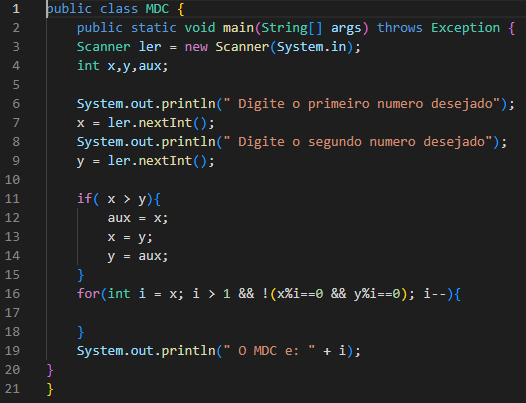 1 public class MDC {
2     public static void main(String[] args) throws Exception {
3     Scanner ler = new Scanner(System.in);
4     int x,y,aux;
5
6     System.out.println(" Digite o primeiro numero desejado");
7     x = ler.nextInt();
8     System.out.println(" Digite o segundo numero desejado");
9     y = ler.nextInt();
10
11     if( x > y){
12         aux = x;
13         x = y;
14         y = aux;
15     }
16     for(int i = x; i > 1 && !(x%i==0 && y%i==0); i--){
17
18     }
19     System.out.println(" O MDC e: " + i);
20 }
21 }